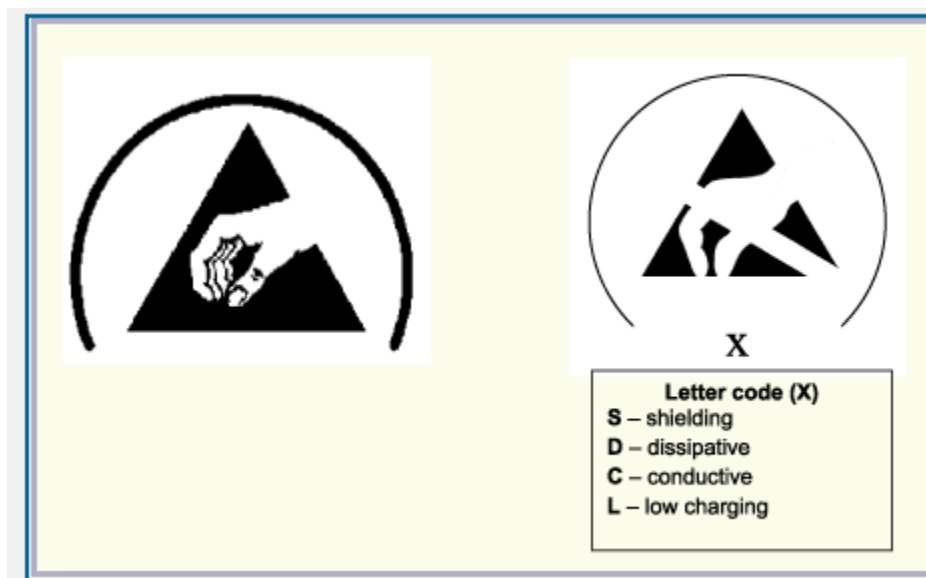 X
Letter code (X)
S – shielding
D – dissipative
C – conductive
L – low charging